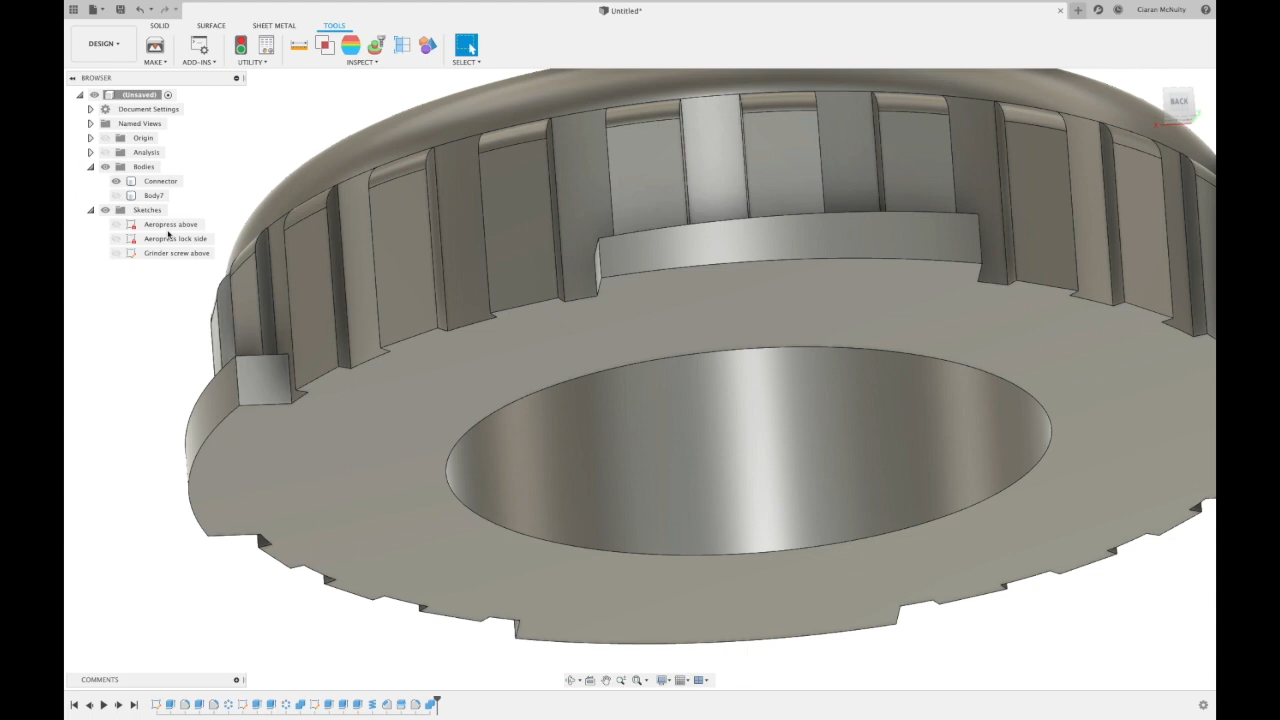 Untitled*
Ciaran McNulty
SOLID SURFACE SHEET METAL TOOLS
DESIGN
MAKE ADD-INS UTILITY INSPECT SELECT
BROWSER
(Unsaved)
Document Settings
Named Views
Origin
Analysis
Bodies
Connector
Body7
Sketches
Aeropress above
Aeropress lock side
Grinder screw above
BACK
COMMENTS